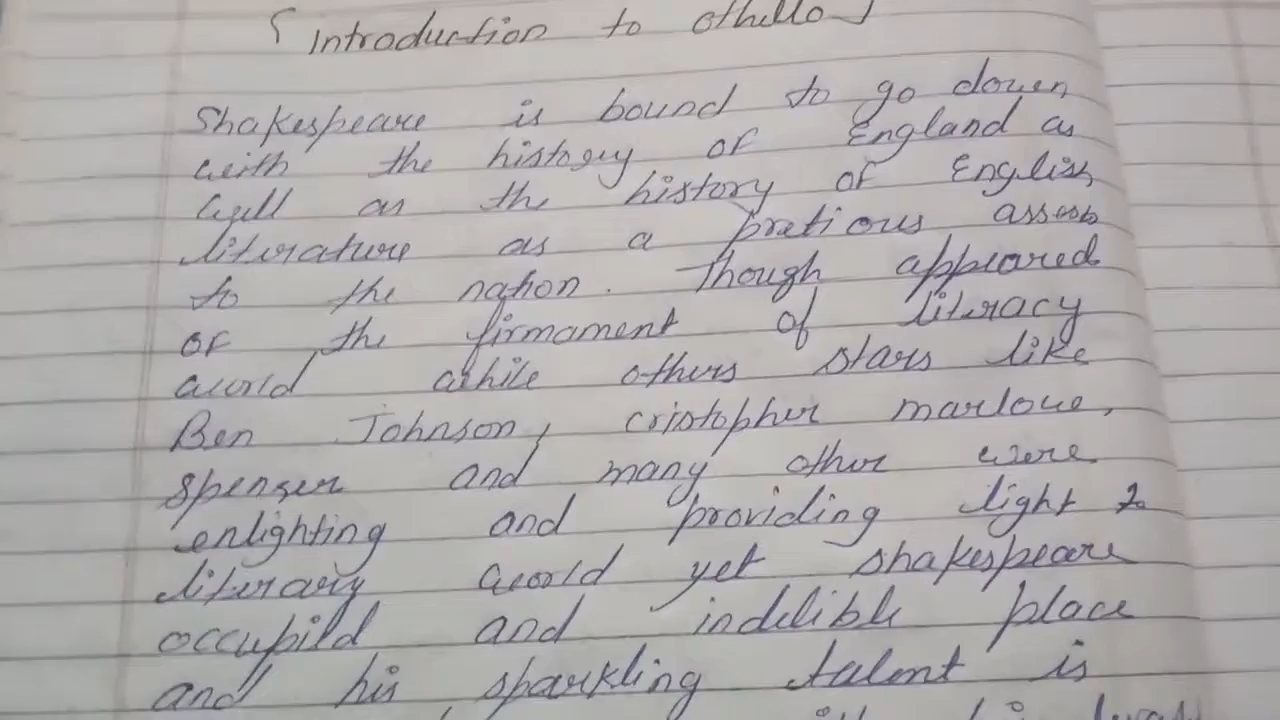 { Introduction to Othello }
Shakespeare is bound to go down
with the history of England as
well as the history of English
literature as a pretious assets
to the nation. Though appeared
of the firmament of literacy
world while others stars like
Ben Johnson, cristopher marlowe,
spenser and many other were
enlighting and providing light to
literary world yet shakespeare
occupild and indelible place
and his sparkling talent is